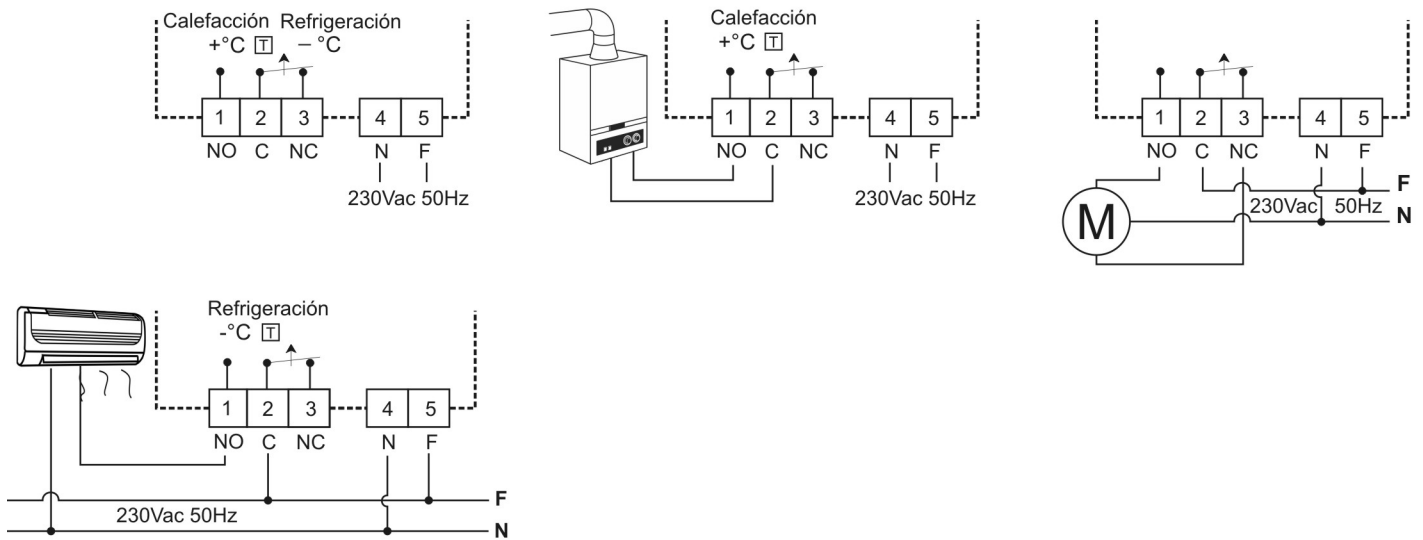 Calefacción Refrigeración
+°C T – °C
1 2 3 4 5
NO C NC N F
230Vac 50Hz
Calefacción
+°C T
1 2 3 4 5
NO C NC N F
230Vac 50Hz
1 2 3 4 5
NO C NC N F
F
230Vac 50Hz
N
M
Refrigeración
-°C T
1 2 3 4 5
NO C NC N F
F
230Vac 50Hz
N